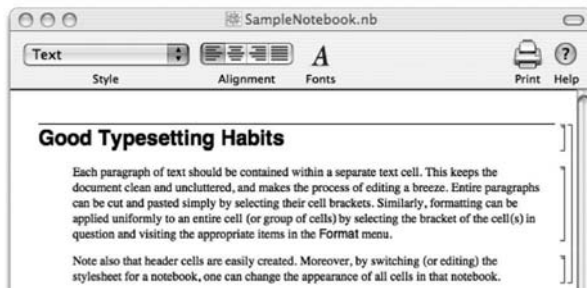 SampleNotebook.nb
Text
A
?
Style Alignment Fonts Print Help
Good Typesetting Habits
Each paragraph of text should be contained within a separate text cell. This keeps the
document clean and uncluttered, and makes the process of editing a breeze. Entire paragraphs
can be cut and pasted simply by selecting their cell brackets. Similarly, formatting can be
applied uniformly to an entire cell (or group of cells) by selecting the bracket of the cell(s) in
question and visiting the appropriate items in the Format menu.
Note also that header cells are easily created. Moreover, by switching (or editing) the
stylesheet for a notebook, one can change the appearance of all cells in that notebook.